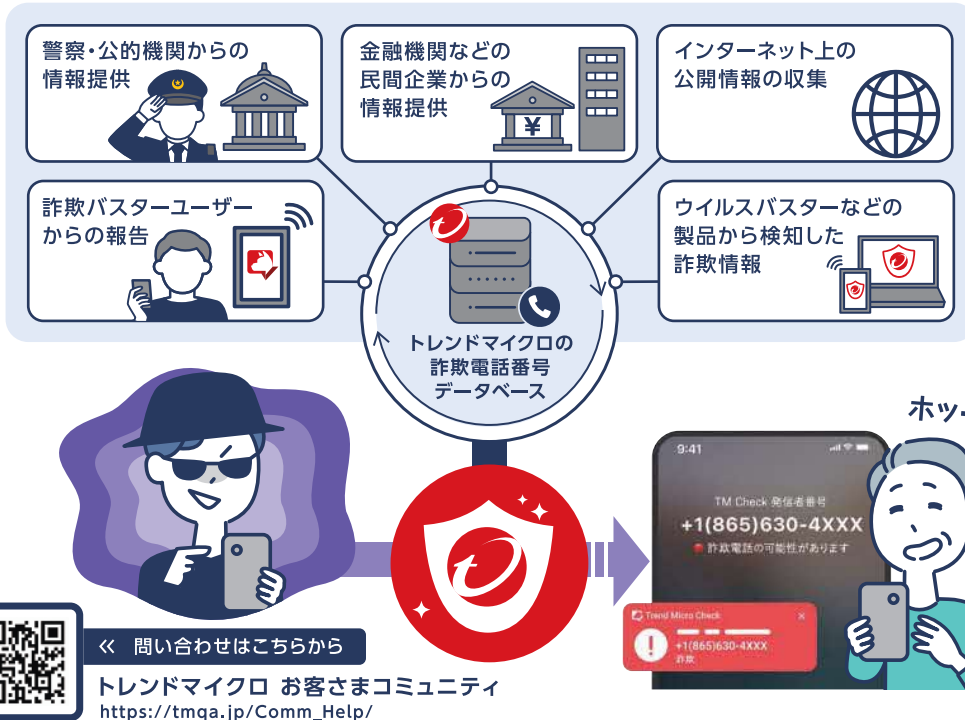 警察・公的機関からの
情報提供
金融機関などの
民間企業からの
情報提供
¥
インターネット上の
公開情報の収集
詐欺バスターユーザー
からの報告
ウイルスバスターなどの
製品から検知した
詐欺情報
トレンドマイクロの
詐欺電話番号
データベース
ホッ
9:41
TM Check 発信者番号
+1(865)630-4XXX
詐欺電話の可能性があります
Trend Micro Check
×
+1(865)630-4XXX
詐欺
« 問い合わせはこちらから
トレンドマイクロ お客さまコミュニティ
https://tmqa.jp/Comm_Help/